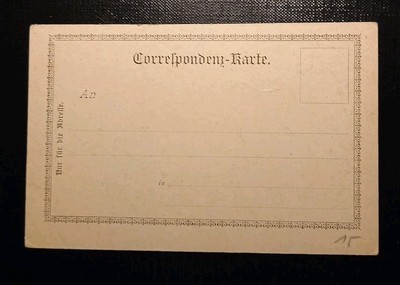 Correspondenz-Karte.
An
Nur für die Adresse.
in
15